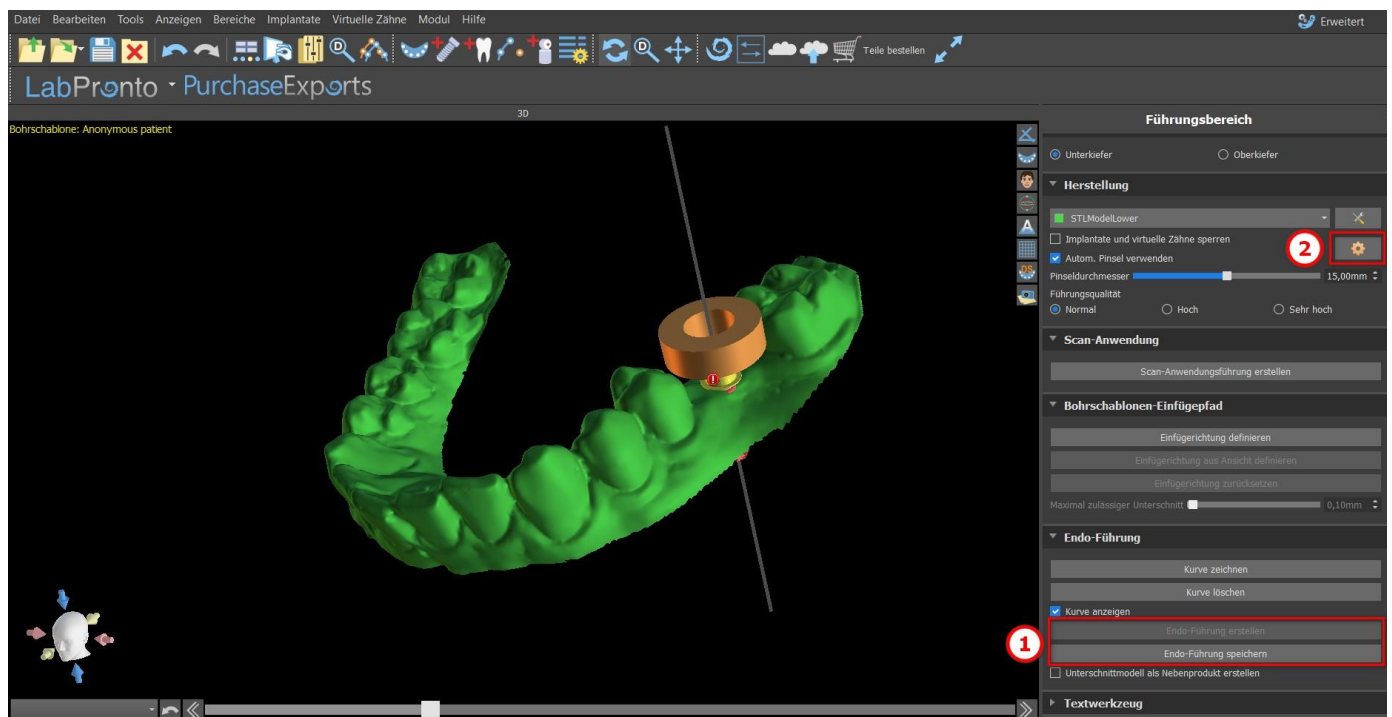 Datei Bearbeiten Tools Anzeigen Bereiche Implantate Virtuelle Zähne Modul Hilfe
Erweitert
Teile bestellen
LabPronto PurchaseExports
3D
Bohrschablone: Anonymous patient
Führungsbereich
Unterkiefer Oberkiefer
Herstellung
STLModelLower
Implantate und virtuelle Zähne sperren
2
Autom. Pinsel verwenden
Pinseldurchmesser 15,00mm
Führungsqualität
Normal Hoch Sehr hoch
Scan-Anwendung
Scan-Anwendungsführung erstellen
Bohrschablonen-Einfügepfad
Einfügerichtung definieren
Einfügerichtung aus Ansicht definieren
Einfügerichtung zurücksetzen
Maximal zulässiger Unterschnitt 0,10mm
Endo-Führung
Kurve zeichnen
Kurve löschen
Kurve anzeigen
1
Endo-Führung erstellen
Endo-Führung speichern
Unterschnittmodell als Nebenprodukt erstellen
Textwerkzeug